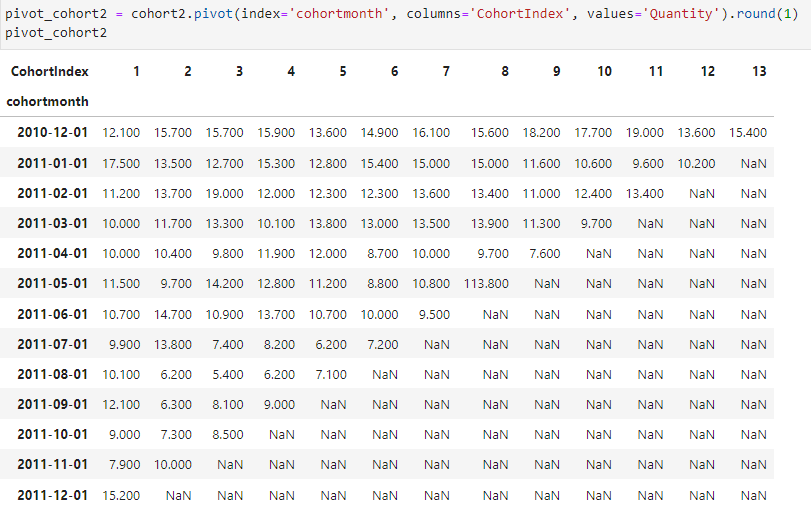 pivot_cohort2 = cohort2.pivot(index='cohortmonth', columns='CohortIndex', values='Quantity').round(1)
pivot_cohort2
CohortIndex 1 2 3 4 5 6 7 8 9 10 11 12 13
cohortmonth
2010-12-01 12.100 15.700 15.700 15.900 13.600 14.900 16.100 15.600 18.200 17.700 19.000 13.600 15.400
2011-01-01 17.500 13.500 12.700 15.300 12.800 15.400 15.000 15.000 11.600 10.600 9.600 10.200 NaN
2011-02-01 11.200 13.700 19.000 12.000 12.300 12.300 13.600 13.400 11.000 12.400 13.400 NaN NaN
2011-03-01 10.000 11.700 13.300 10.100 13.800 13.000 13.500 13.900 11.300 9.700 NaN NaN NaN
2011-04-01 10.000 10.400 9.800 11.900 12.000 8.700 10.000 9.700 7.600 NaN NaN NaN NaN
2011-05-01 11.500 9.700 14.200 12.800 11.200 8.800 10.800 113.800 NaN NaN NaN NaN NaN
2011-06-01 10.700 14.700 10.900 13.700 10.700 10.000 9.500 NaN NaN NaN NaN NaN NaN
2011-07-01 9.900 13.800 7.400 8.200 6.200 7.200 NaN NaN NaN NaN NaN NaN NaN
2011-08-01 10.100 6.200 5.400 6.200 7.100 NaN NaN NaN NaN NaN NaN NaN NaN
2011-09-01 12.100 6.300 8.100 9.000 NaN NaN NaN NaN NaN NaN NaN NaN NaN
2011-10-01 9.000 7.300 8.500 NaN NaN NaN NaN NaN NaN NaN NaN NaN NaN
2011-11-01 7.900 10.000 NaN NaN NaN NaN NaN NaN NaN NaN NaN NaN NaN
2011-12-01 15.200 NaN NaN NaN NaN NaN NaN NaN NaN NaN NaN NaN NaN